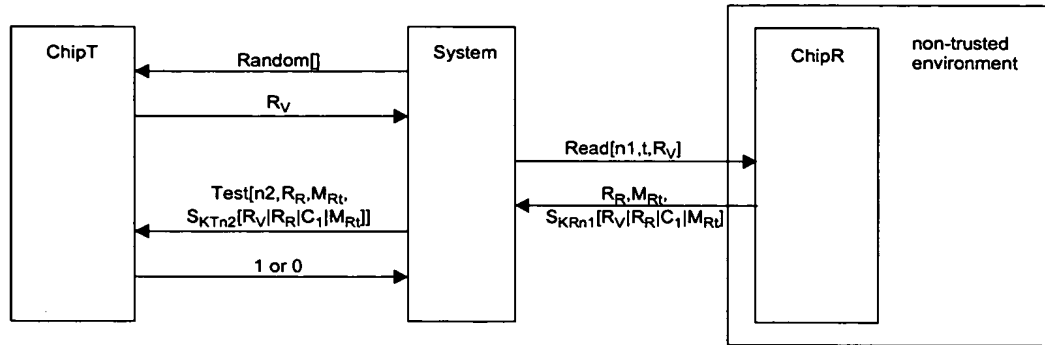 ChipT
System
ChipR
non-trusted
environment
Random[]
R_V
Read[n1,t,R_V]
Test[n2,R_R,M_Rt,
S_KTn2[R_V|R_R|C_1|M_Rt]]
R_R,M_Rt,
S_KRn1[R_V|R_R|C_1|M_Rt]
1 or 0